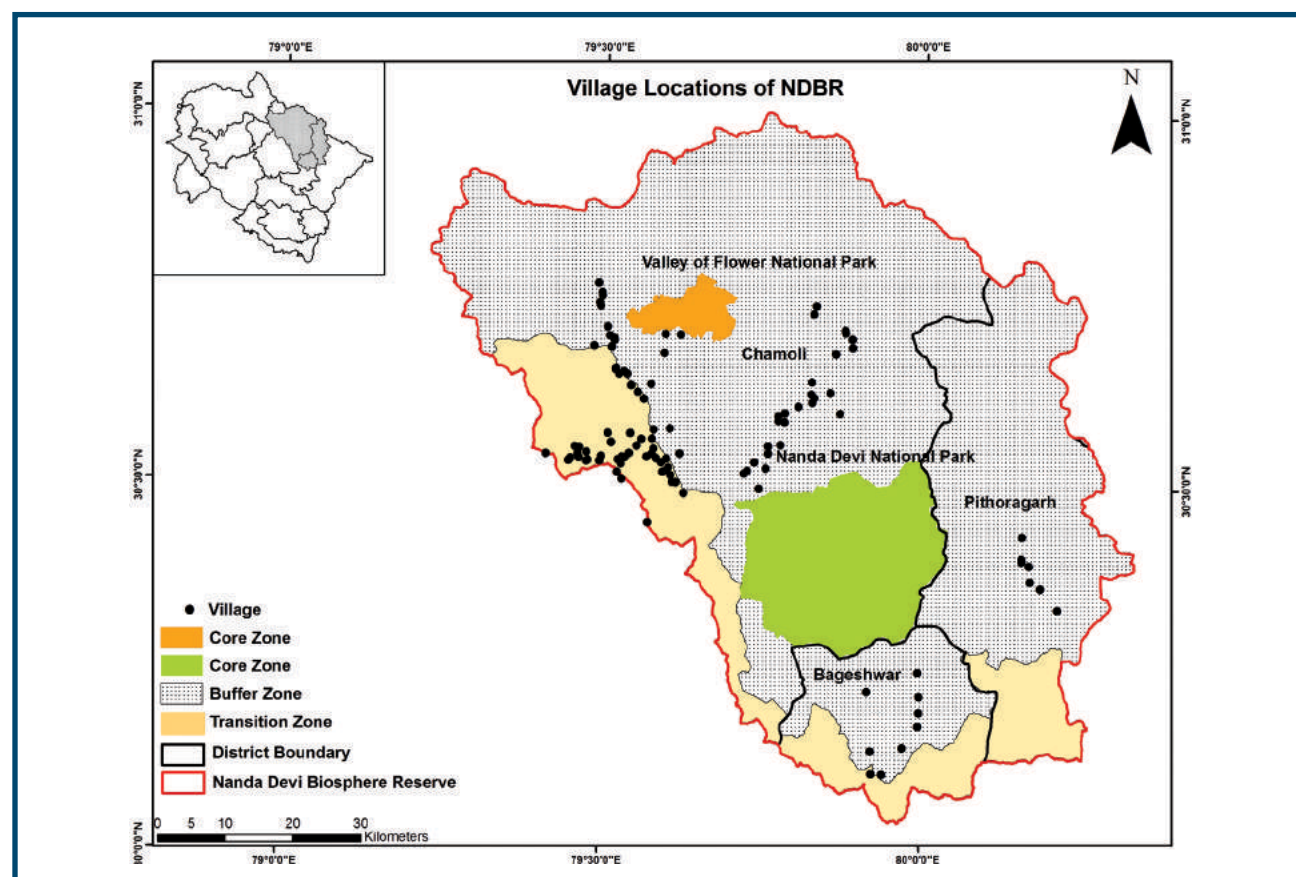 79°0'0"E
79°30'0"E
80°0'0"E
Village Locations of NDBR
N
31°0'0"N
31°0'0"N
Valley of Flower National Park
Chamoli
Nanda Devi National Park
30°30'0"N
30°30'0"N
Pithoragarh
Bageshwar
Village
Core Zone
Core Zone
Buffer Zone
Transition Zone
District Boundary
Nanda Devi Biosphere Reserve
0 5 10 20 30
Kilometers
0°0'0"N
79°0'0"E
79°30'0"E
80°0'0"E